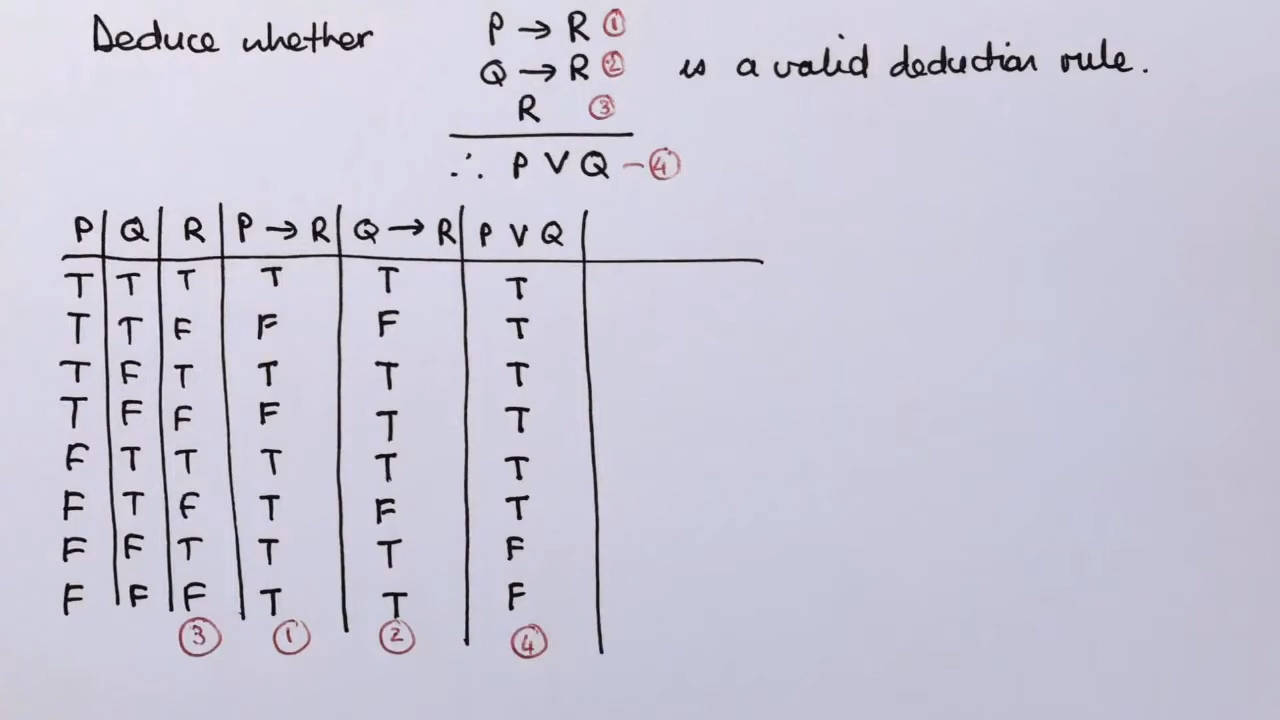 Deduce whether
P → R ①
Q → R ② is a valid deduction rule.
R ③
∴ P ∨ Q - ④
P Q R P → R Q → R P ∨ Q
T T T T T T
T T F F F T
T F T T T T
T F F F T T
F T T T T T
F T F T F T
F F T T T F
F F F T T F
③ ① ② ④